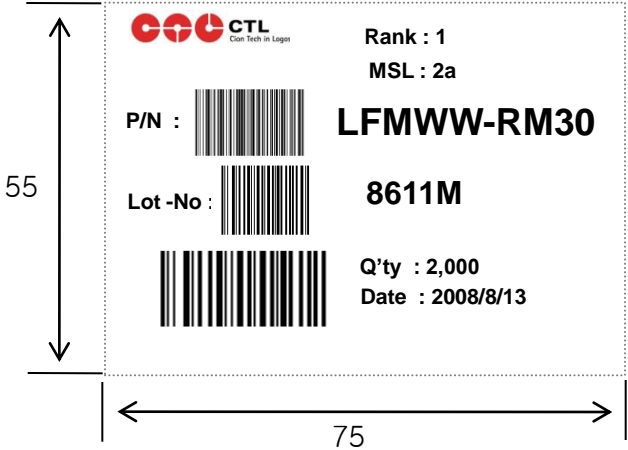 CTL
Cion Tech in Logos
Rank : 1
MSL : 2a
P/N :
LFMWW-RM30
Lot -No :
8611M
Q’ty : 2,000
Date : 2008/8/13
55
75